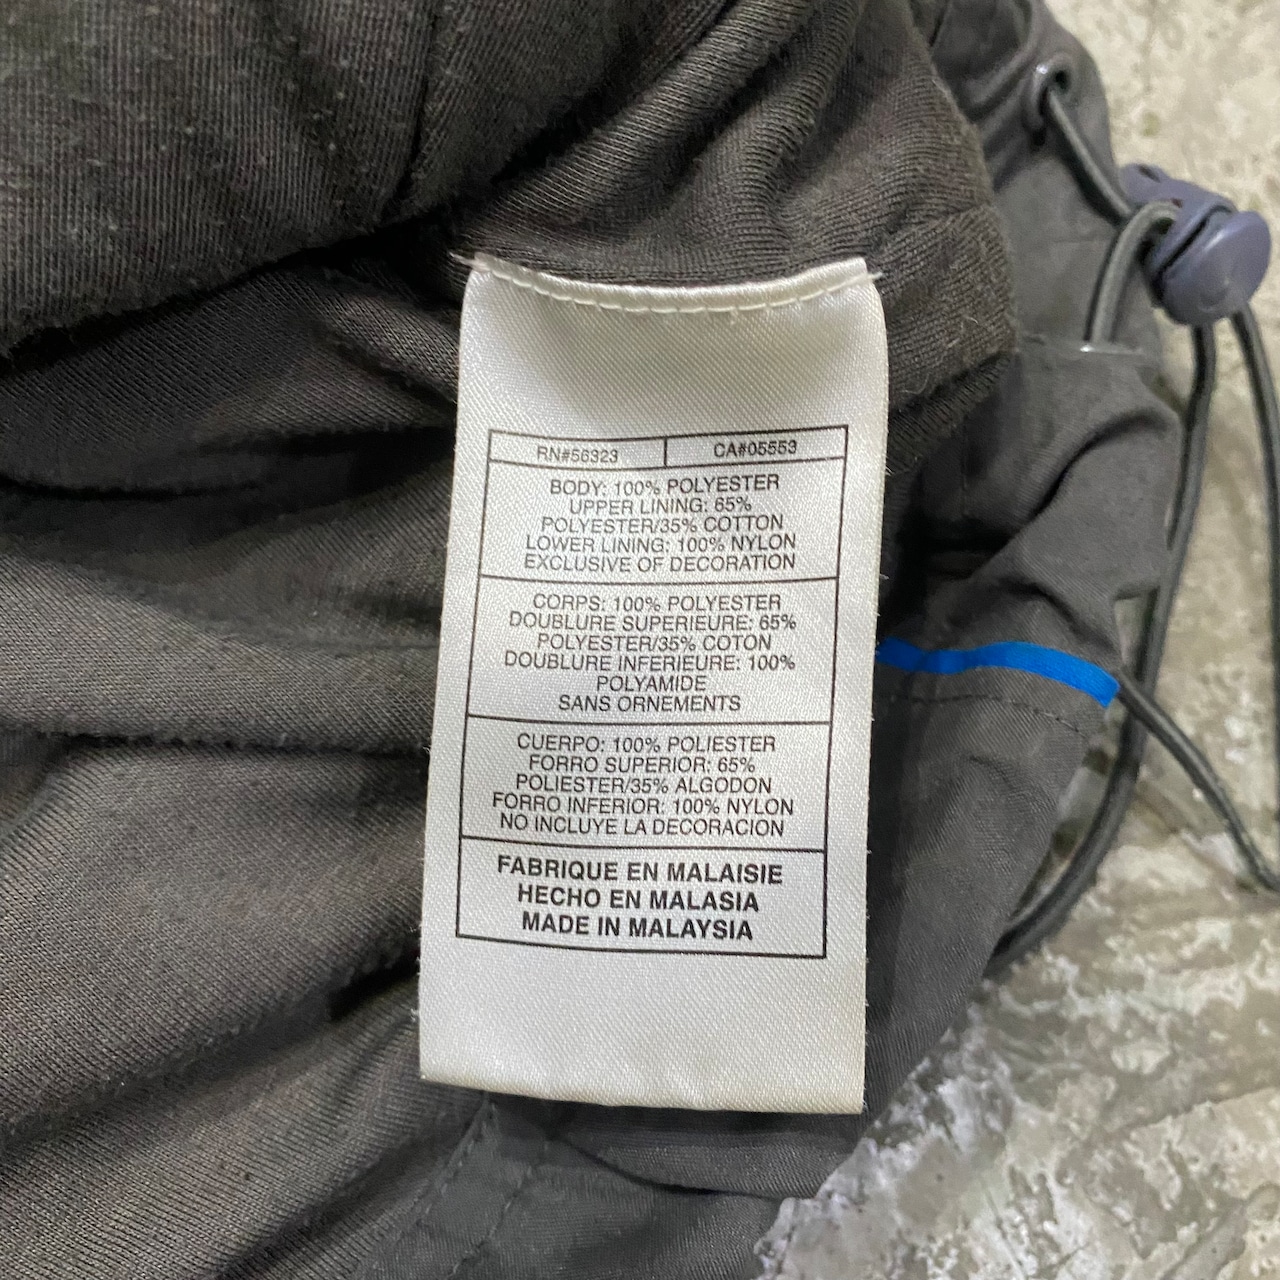 RN#56323 CA#05553
BODY: 100% POLYESTER
UPPER LINING: 65%
POLYESTER/35% COTTON
LOWER LINING: 100% NYLON
EXCLUSIVE OF DECORATION
CORPS: 100% POLYESTER
DOUBLURE SUPERIEURE: 65%
POLYESTER/35% COTON
DOUBLURE INFERIEURE: 100%
POLYAMIDE
SANS ORNEMENTS
CUERPO: 100% POLIESTER
FORRO SUPERIOR: 65%
POLIESTER/35% ALGODON
FORRO INFERIOR: 100% NYLON
NO INCLUYE LA DECORACION
FABRIQUE EN MALAISIE
HECHO EN MALASIA
MADE IN MALAYSIA